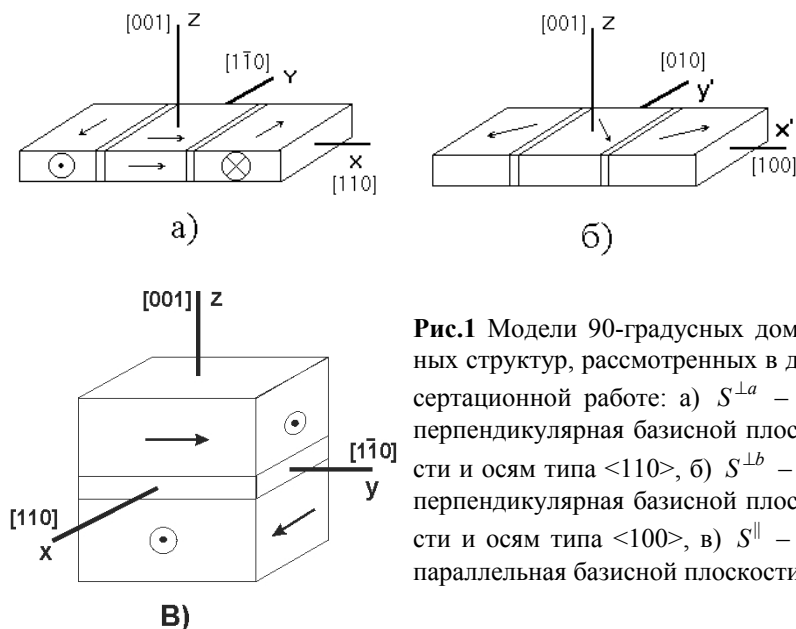 [001] z
[11̄0]
Y
x
[110]
а)
[001] z
[010]
y'
x'
[100]
б)
[001] z
[11̄0]
y
[110]
x
В)
Рис.1 Модели 90-градусных дом
ных структур, рассмотренных в д
сертационной работе: а) S⊥a –
перпендикулярная базисной плос
сти и осям типа <110>, б) S⊥b –
перпендикулярная базисной плос
сти и осям типа <100>, в) S∥ –
параллельная базисной плоскости